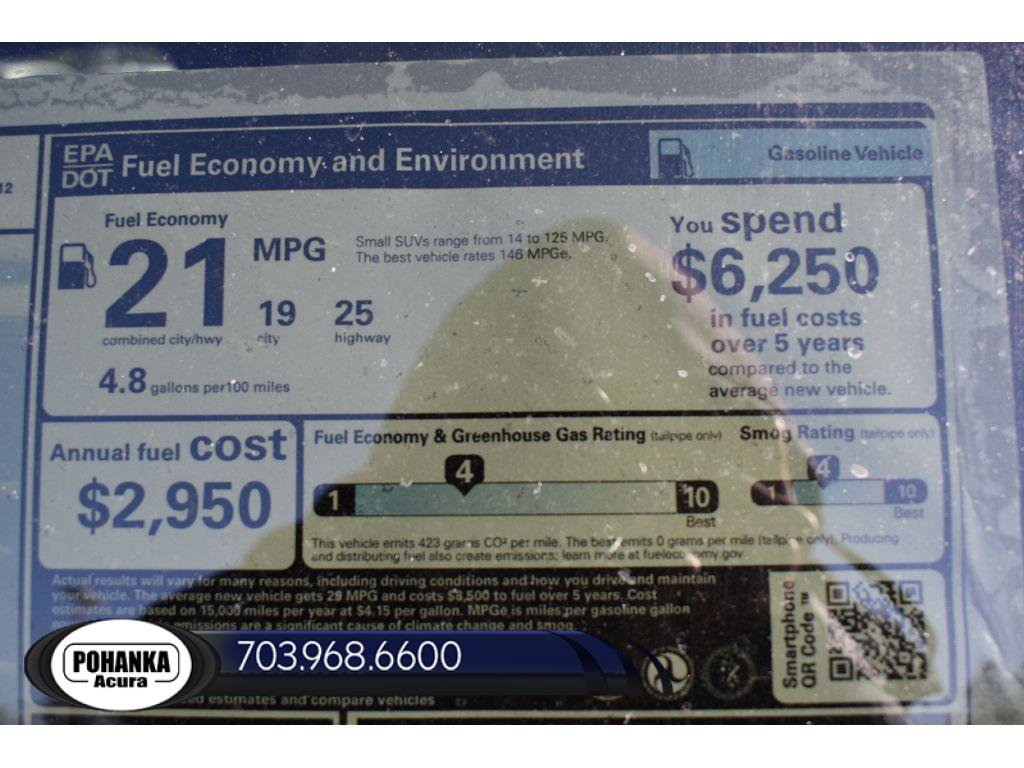 12
EPA
DOT
Fuel Economy and Environment
Gasoline Vehicle
Fuel Economy
21
MPG
19
city
25
highway
combined city/hwy
4.8 gallons per 100 miles
Small SUVs range from 14 to 125 MPG.
The best vehicle rates 146 MPGe.
You spend
$6,250
in fuel costs
over 5 years
compared to the
average new vehicle.
Annual fuel cost
$2,950
Fuel Economy & Greenhouse Gas Rating (tailpipe only)
4
1
10
Best
Smog Rating (tailpipe only)
4
1
10
Best
This vehicle emits 423 grams CO² per mile. The best emits 0 grams per mile (tailpipe only). Producing
and distributing fuel also create emissions; learn more at fueleconomy.gov.
Actual results will vary for many reasons, including driving conditions and how you drive and maintain
your vehicle. The average new vehicle gets 29 MPG and costs $8,500 to fuel over 5 years. Cost
estimates are based on 15,000 miles per year at $4.15 per gallon. MPGe is miles per gasoline gallon
emissions are a significant cause of climate change and smog.
estimates and compare vehicles
Smartphone
QR Code™
POHANKA
Acura
703.968.6600